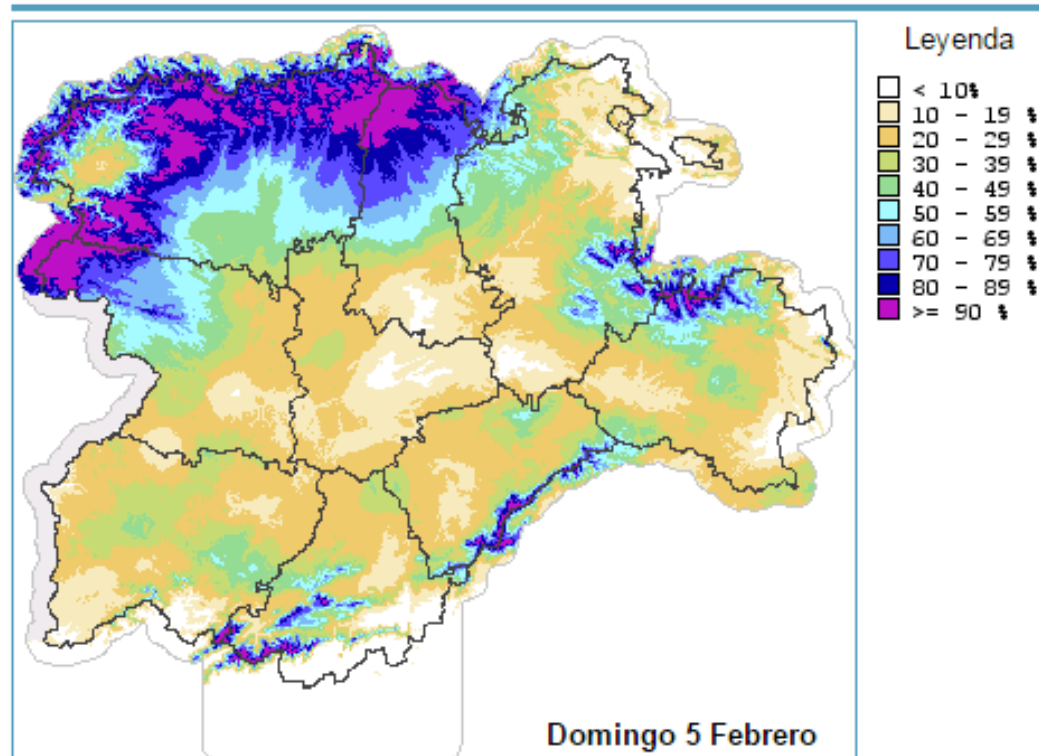 Leyenda
< 10%
10 - 19 %
20 - 29 %
30 - 39 %
40 - 49 %
50 - 59 %
60 - 69 %
70 - 79 %
80 - 89 %
>= 90 %
Domingo 5 Febrero